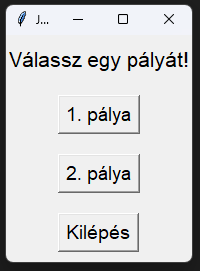 J...
Válassz egy pályát!
1. pálya
2. pálya
Kilépés